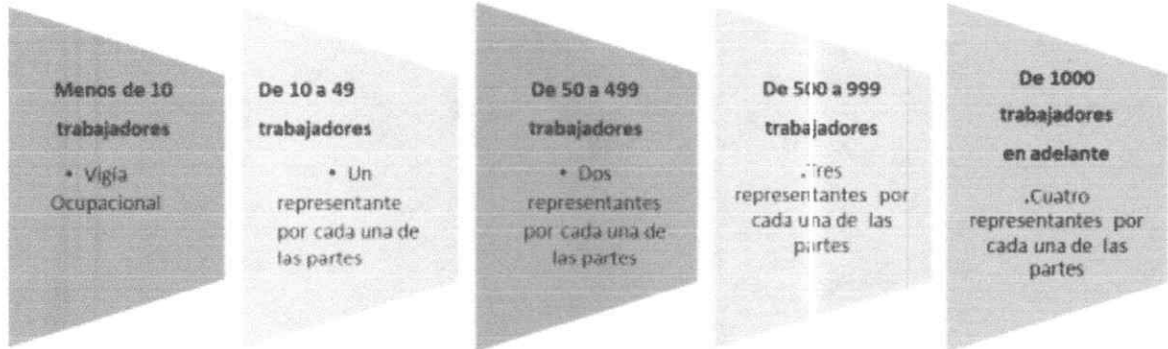 Menos de 10
trabajadores
• Vigía
Ocupacional
De 10 a 49
trabajadores
• Un
representante
por cada una de
las partes
De 50 a 499
trabajadores
• Dos
representantes
por cada una de
las partes
De 500 a 999
trabajadores
.Tres
representantes por
cada una de las
partes
De 1000
trabajadores
en adelante
.Cuatro
representantes por
cada una de las
partes